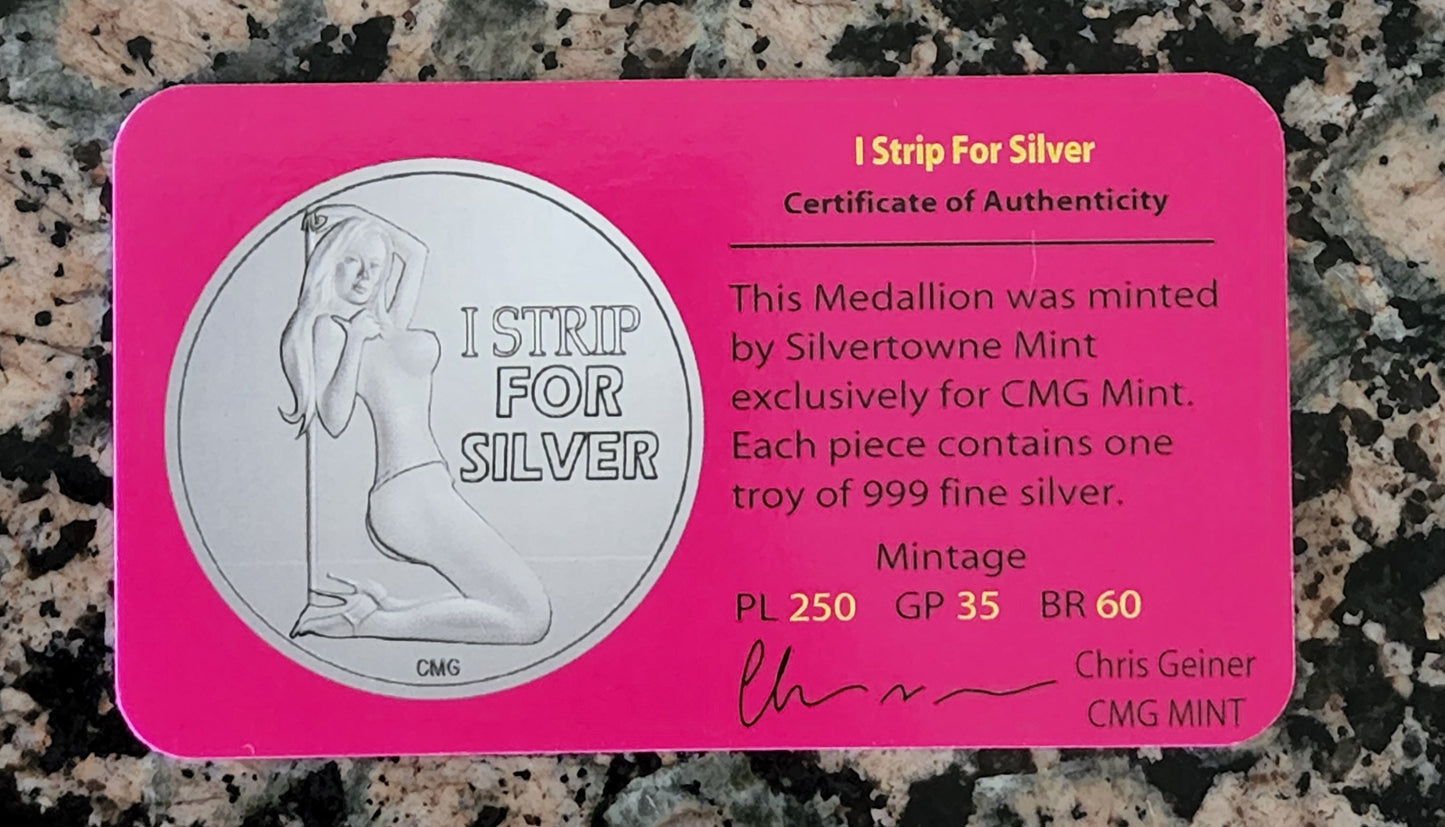 I STRIP
FOR
SILVER
CMG
I Strip For Silver
Certificate of Authenticity
This Medallion was minted
by Silvertowne Mint
exclusively for CMG Mint.
Each piece contains one
troy of 999 fine silver.
Mintage
PL 250 GP 35 BR 60
Chris Geiner
CMG MINT